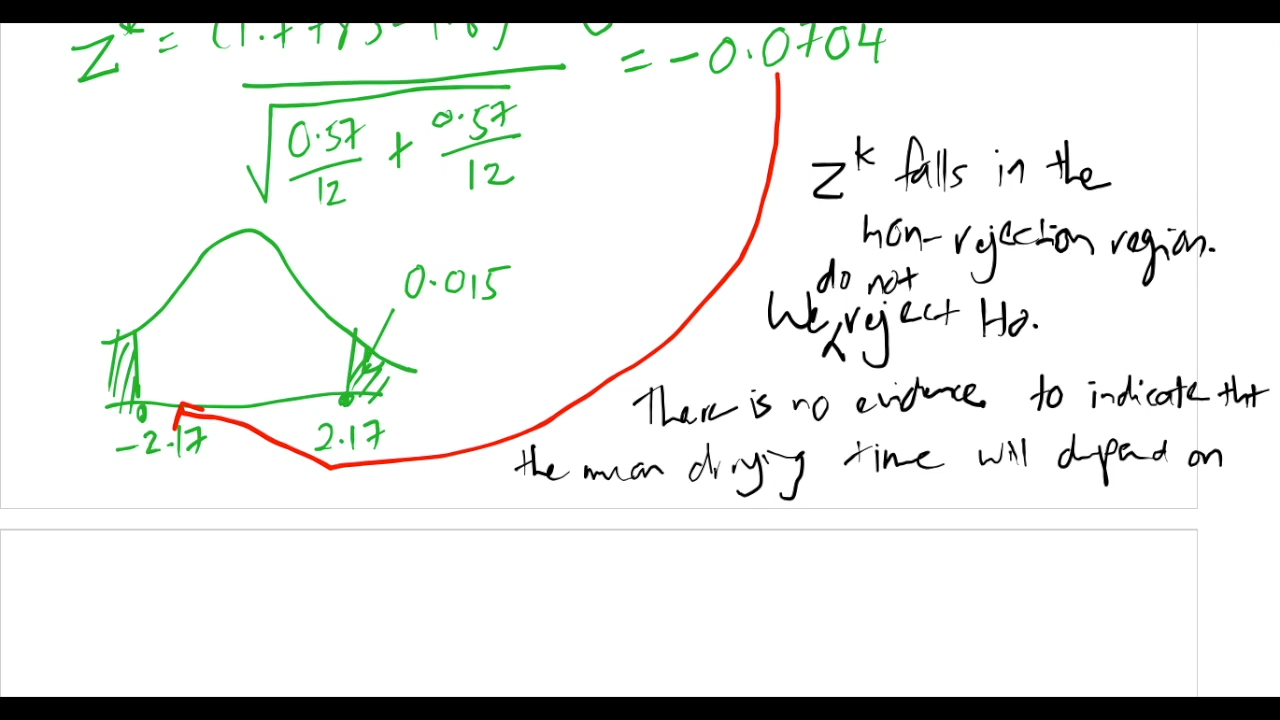 Z* =
= -0.0704
0.57 + 0.57
12 12
0.015
-2.17 2.17
Z* falls in the
non-rejection region.
do not
We reject H0.
There is no evidence to indicate that
the mean drying time will depend on